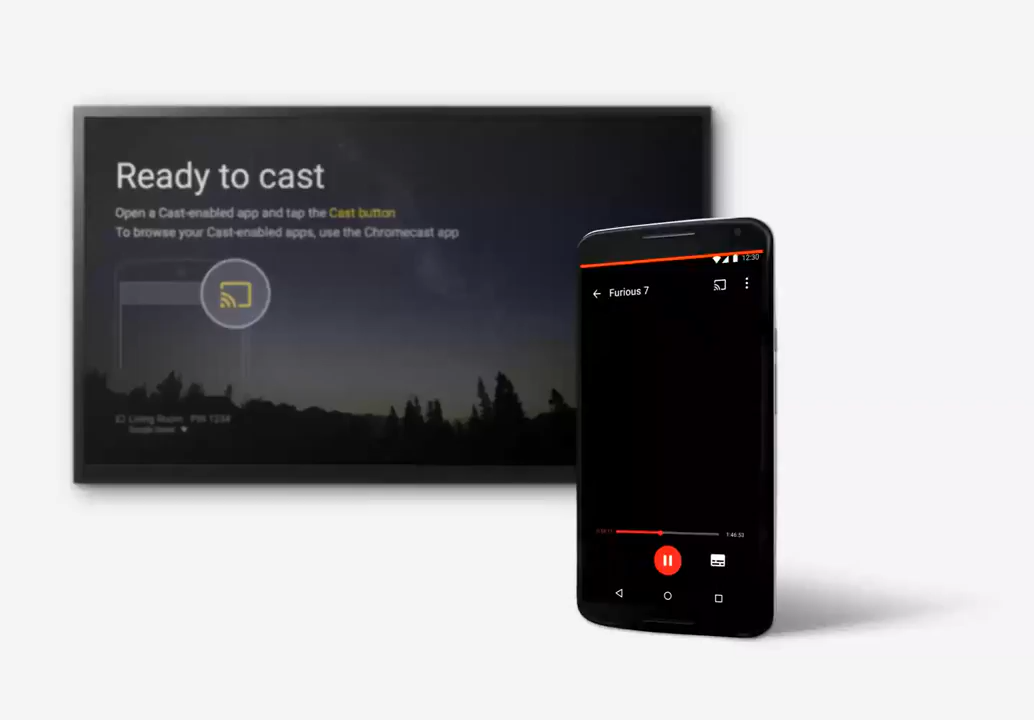 Ready to cast
Open a Cast-enabled app and tap the Cast button
To browse your Cast-enabled apps, use the Chromecast app
Living Room PIN 1234
12:30
Furious 7
1:46:53